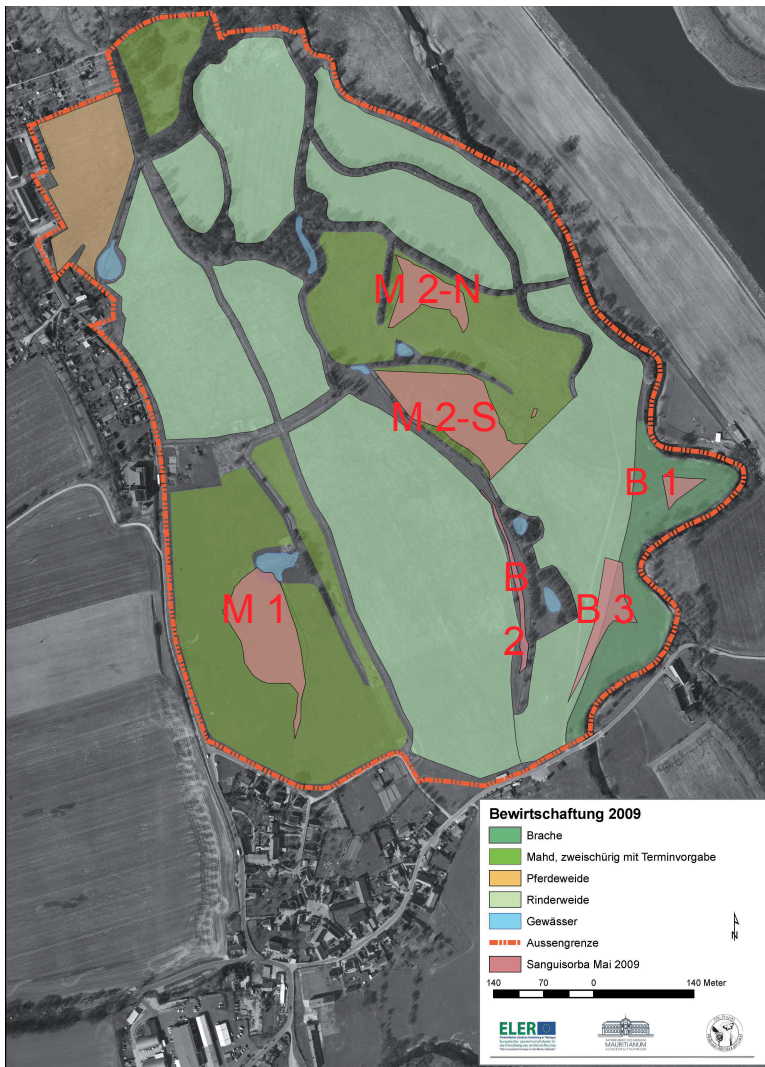 M 2-N
M 2-S
B 1
B
2
B 3
M 1
Bewirtschaftung 2009
Brache
Mahd, zweischürig mit Terminvorgabe
Pferdeweide
Rinderweide
Gewässer
Aussengrenze
Sanguisorba Mai 2009
N
140 70 0 140 Meter
ELER
MAURITIANUM